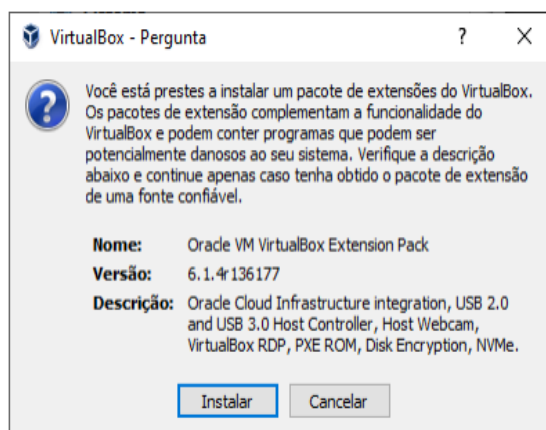 VirtualBox - Pergunta
?
Você está prestes a instalar um pacote de extensões do VirtualBox.
Os pacotes de extensão complementam a funcionalidade do
VirtualBox e podem conter programas que podem ser
potencialmente danosos ao seu sistema. Verifique a descrição
abaixo e continue apenas caso tenha obtido o pacote de extensão
de uma fonte confiável.
Nome: Oracle VM VirtualBox Extension Pack
Versão: 6.1.4r136177
Descrição: Oracle Cloud Infrastructure integration, USB 2.0
and USB 3.0 Host Controller, Host Webcam,
VirtualBox RDP, PXE ROM, Disk Encryption, NVMe.
Instalar Cancelar